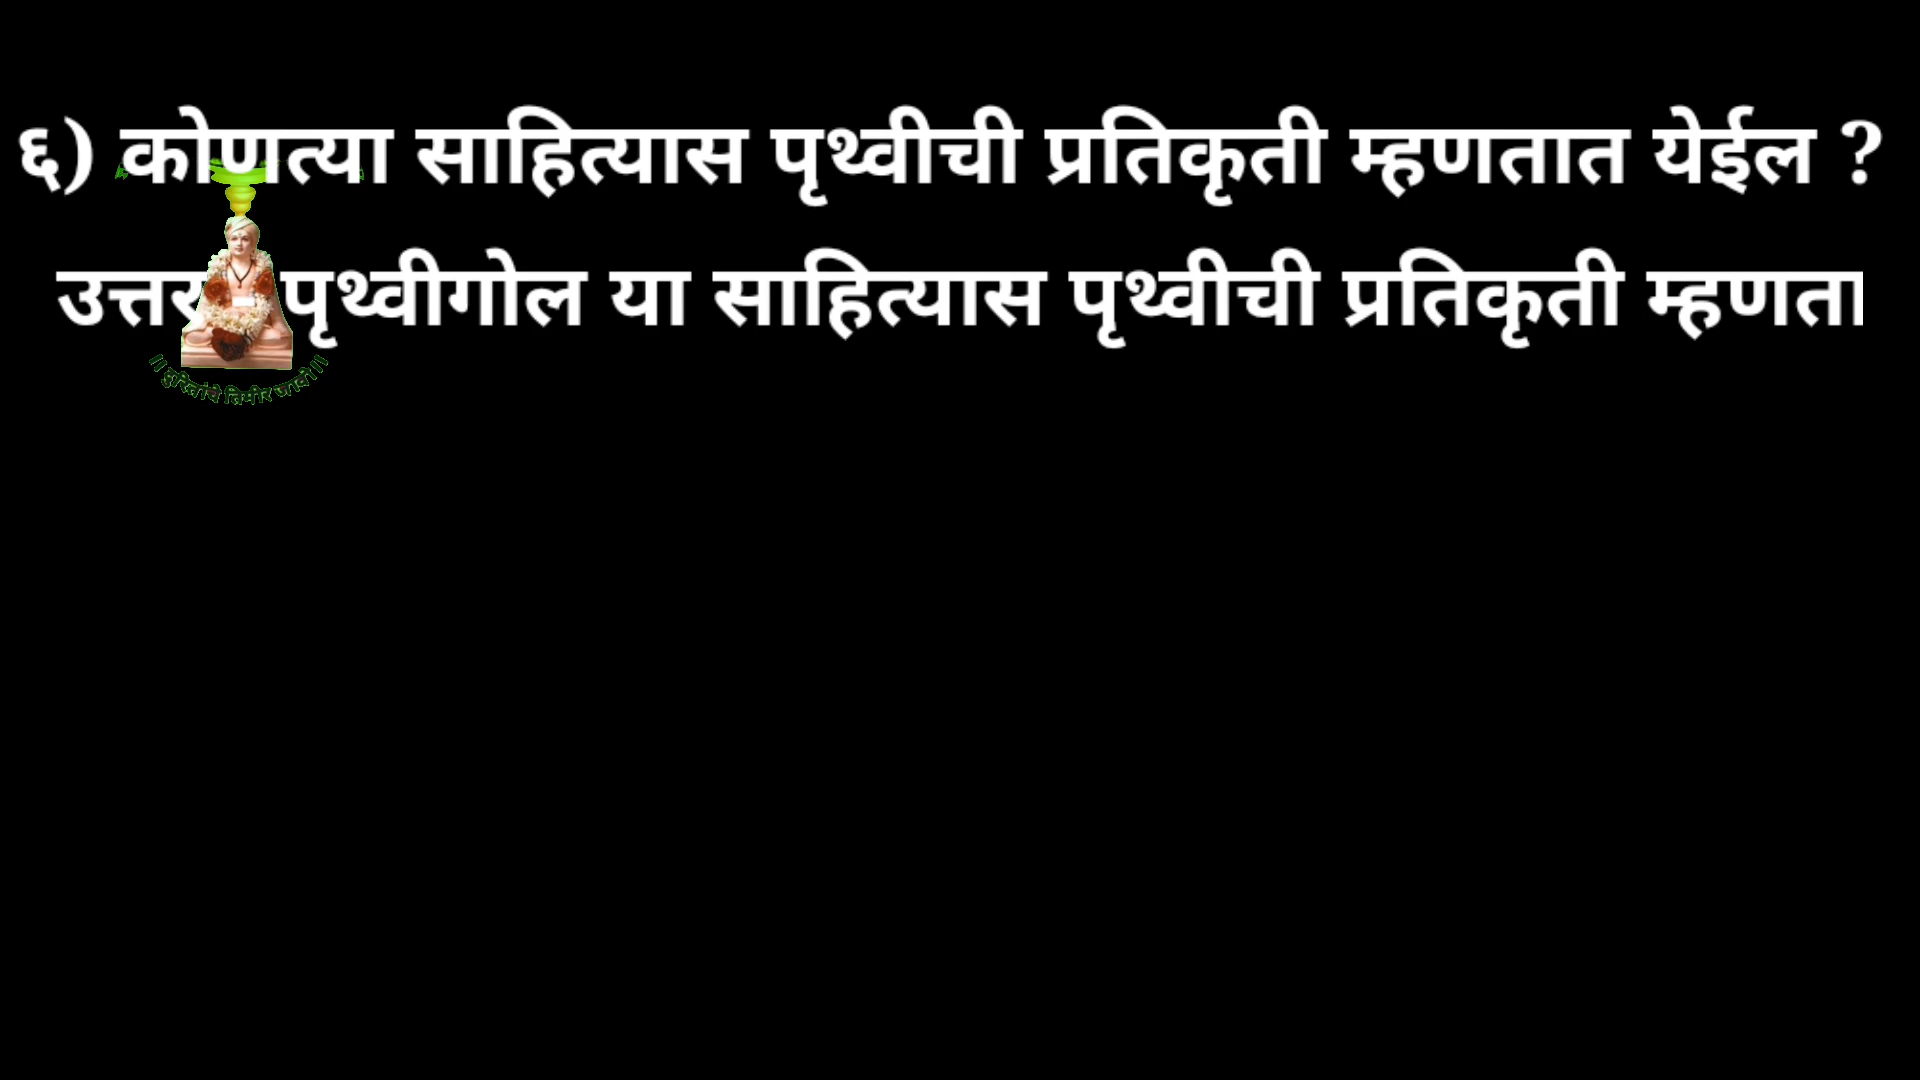 ६) कोणत्या साहित्यास पृथ्वीची प्रतिकृती म्हणतात येईल ?
उत्तर पृथ्वीगोल या साहित्यास पृथ्वीची प्रतिकृती म्हणता
॥ दुरितांचे तिमीर जावो ॥